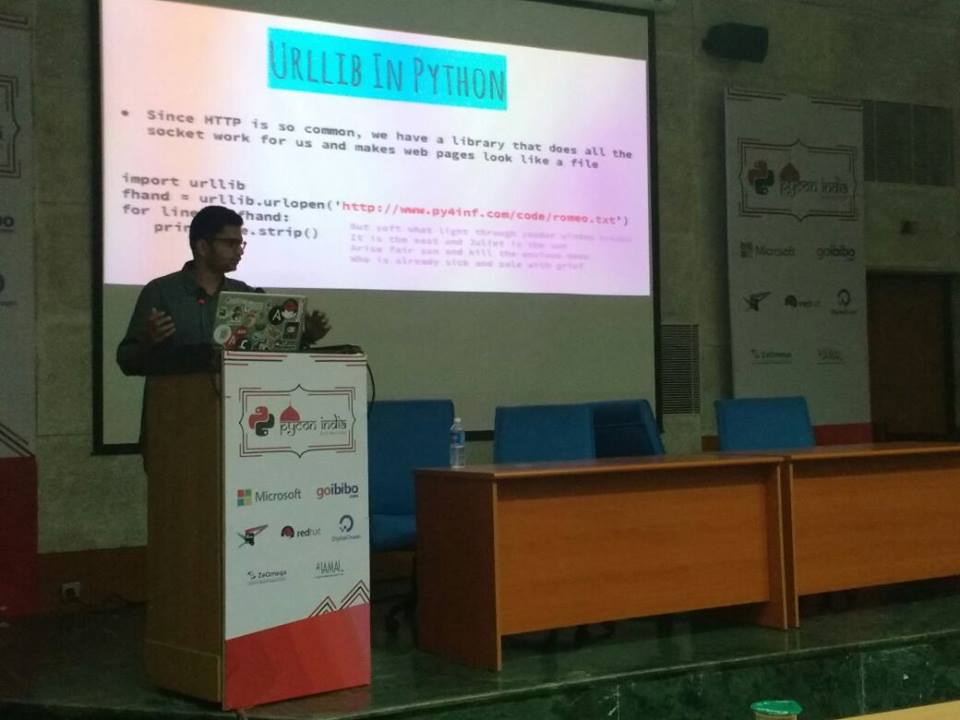 URLLIB IN PYTHON
• Since HTTP is so common, we have a library that does all the
socket work for us and makes web pages look like a file
import urllib
fhand = urllib.urlopen('http://www.py4inf.com/code/romeo.txt')
for line fhand:
e.strip()
But soft what light through yonder window breaks
It is the east and Juliet is the sun
Arise fair sun and kill the envious moon
Who is already sick and pale with grief
pycon india
Microsoft
goibibo
redhat
DigitalOcean
ZeOmega
IAMAI
pycon india
Microsoft
goibibo
redhat
ZeOmega